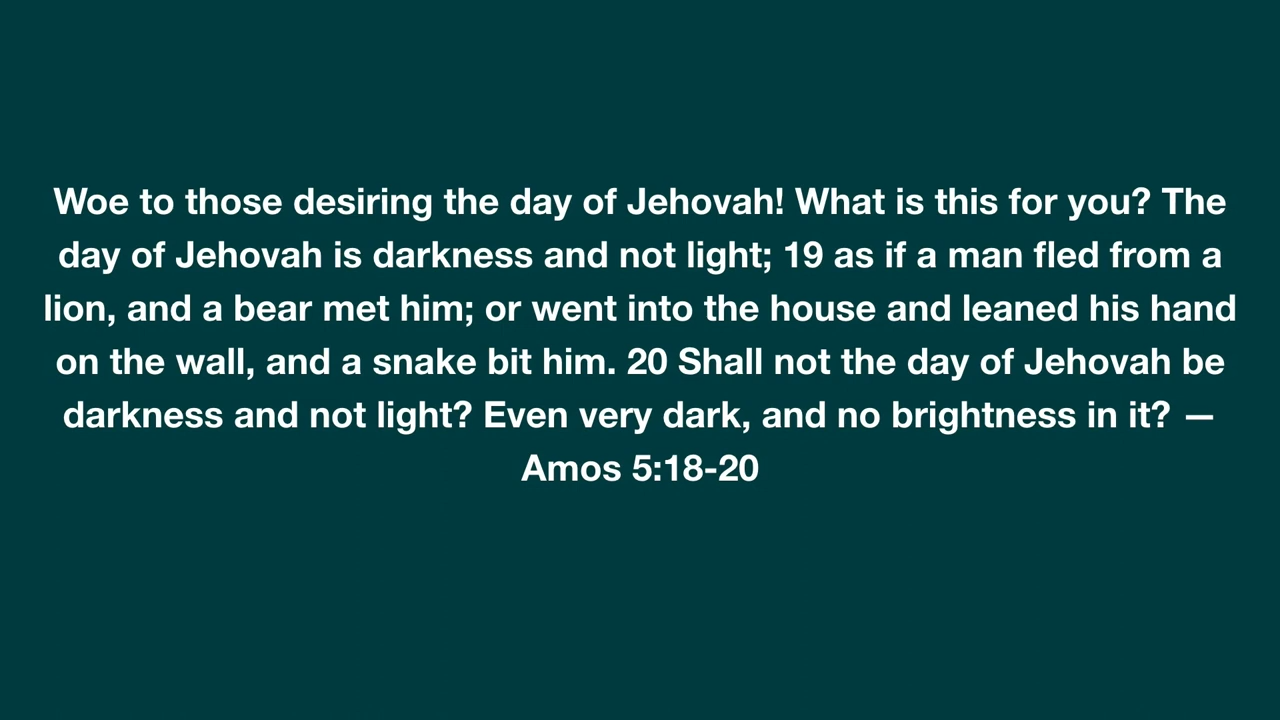 Woe to those desiring the day of Jehovah! What is this for you? The
day of Jehovah is darkness and not light; 19 as if a man fled from a
lion, and a bear met him; or went into the house and leaned his hand
on the wall, and a snake bit him. 20 Shall not the day of Jehovah be
darkness and not light? Even very dark, and no brightness in it? —
Amos 5:18-20